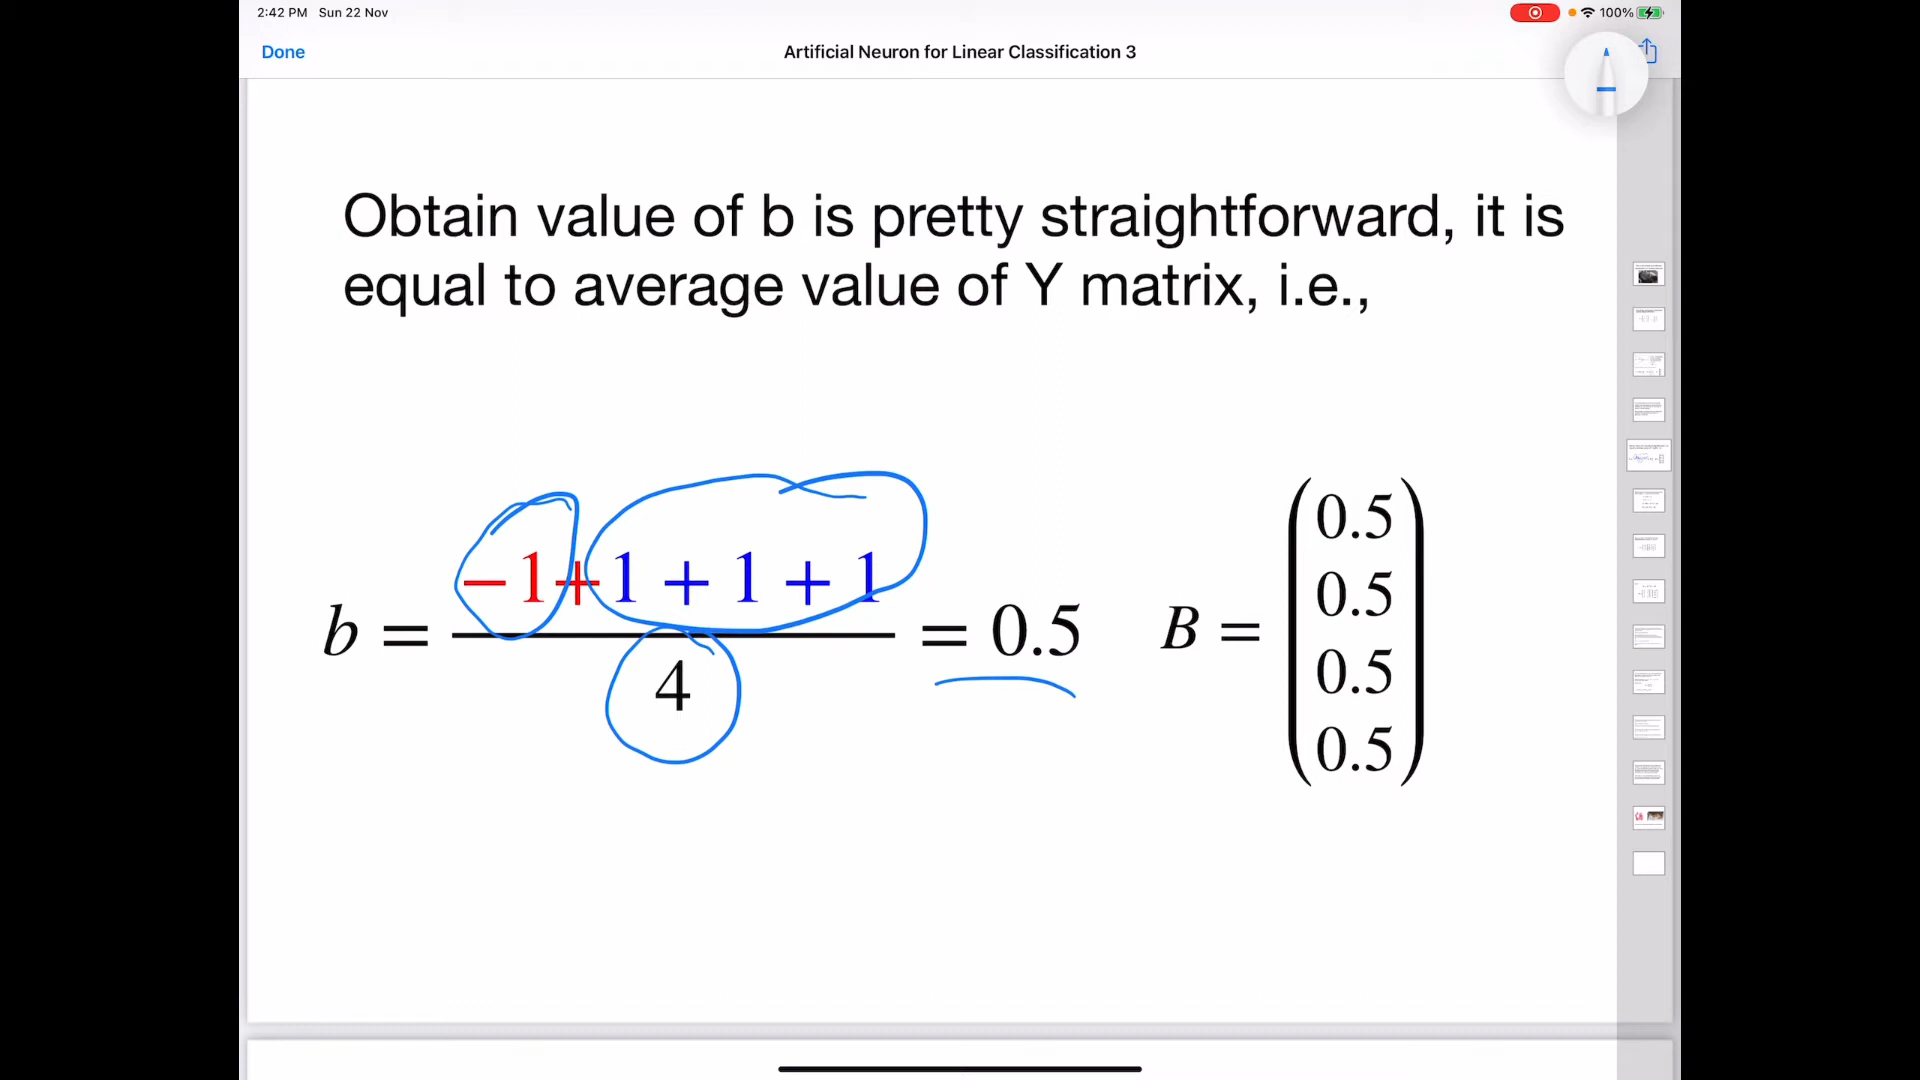 2:42 PM Sun 22 Nov
100%
Done
Artificial Neuron for Linear Classification 3
Obtain value of b is pretty straightforward, it is
equal to average value of Y matrix, i.e.,
b = (−1+1 + 1 + 1)/4 = 0.5
B = (0.5
0.5
0.5
0.5)